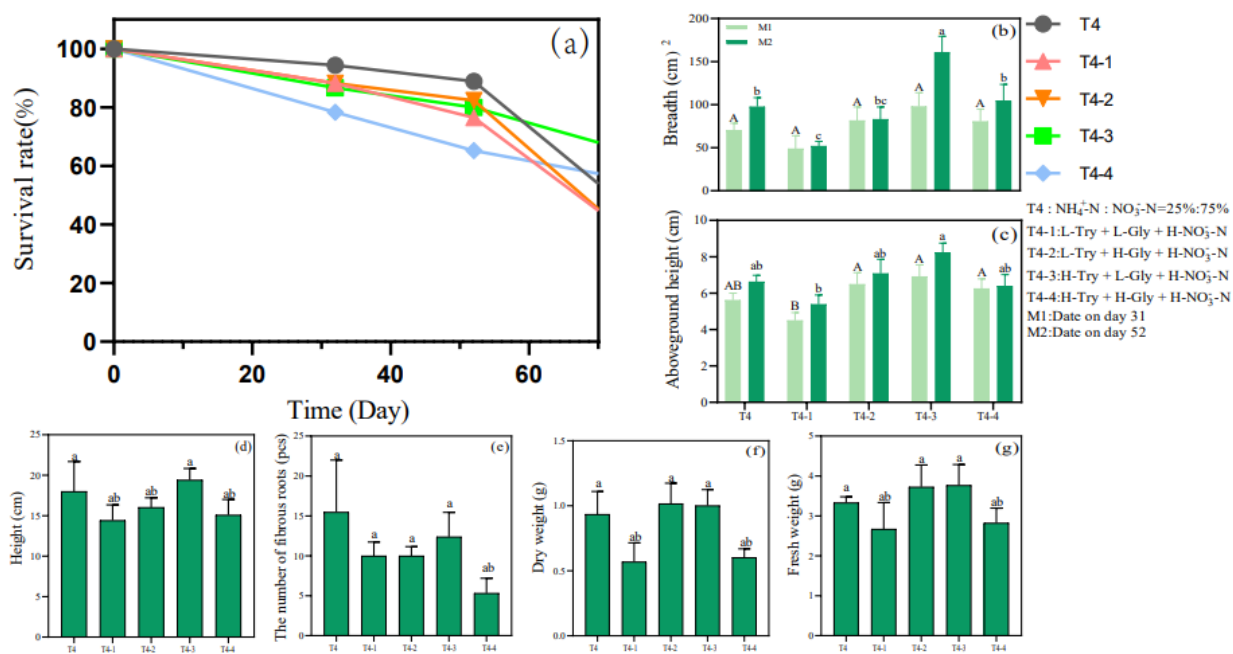 (a)
Survival rate(%)
100
80
60
40
20
0
0 20 40 60
Time (Day)
(b)
M1
M2
Breadth (cm) 2
200
150
100
50
0
A b A c A bc A a A b
T4
T4-1
T4-2
T4-3
T4-4
T4 : NH₄⁺-N : NO₃⁻-N=25%:75%
T4-1:L-Try + L-Gly + H-NO₃⁻-N
T4-2:L-Try + H-Gly + H-NO₃⁻-N
T4-3:H-Try + L-Gly + H-NO₃⁻-N
T4-4:H-Try + H-Gly + H-NO₃⁻-N
M1:Date on day 31
M2:Date on day 52
(c)
Aboveground height (cm)
10
8
6
4
2
0
AB ab B b A ab A a A ab
T4 T4-1 T4-2 T4-3 T4-4
(d)
Height (cm)
25
20
15
10
5
0
a ab ab a ab
T4 T4-1 T4-2 T4-3 T4-4
(e)
The number of fibrous roots (pcs)
25
20
15
10
5
0
a a a a ab
T4 T4-1 T4-2 T4-3 T4-4
(f)
Dry weight (g)
1.5
1.0
0.5
0.0
a ab a a ab
T4 T4-1 T4-2 T4-3 T4-4
(g)
Fresh weight (g)
5
4
3
2
1
0
a ab a a ab
T4 T4-1 T4-2 T4-3 T4-4